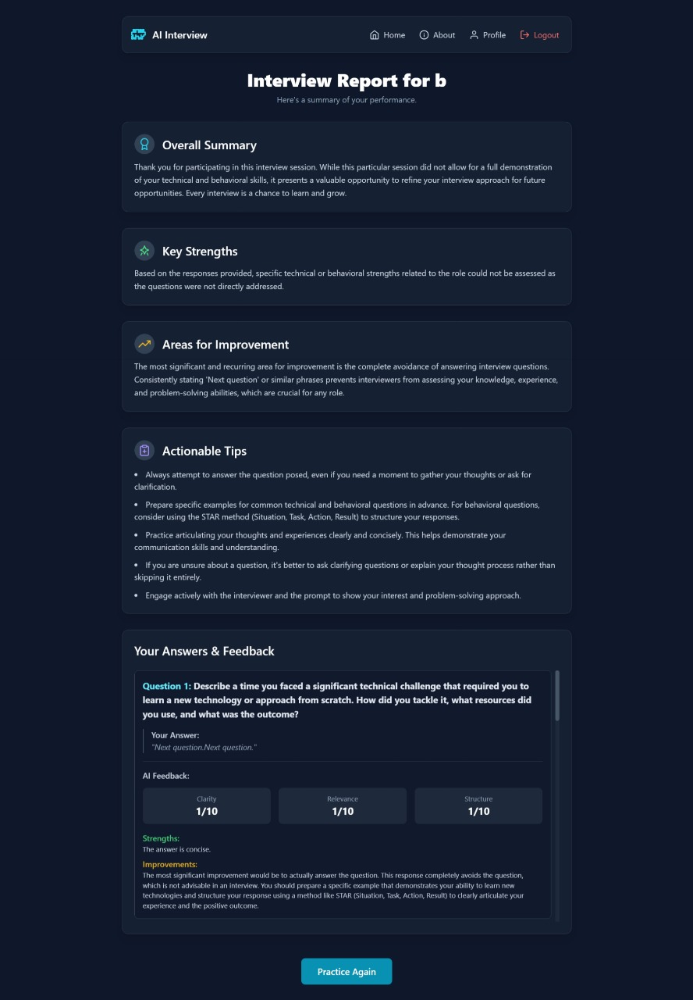 AI Interview
Home
About
Profile
Logout
Interview Report for b
Here's a summary of your performance.
Overall Summary
Thank you for participating in this interview session. While this particular session did not allow for a full demonstration
of your technical and behavioral skills, it presents a valuable opportunity to refine your interview approach for future
opportunities. Every interview is a chance to learn and grow.
Key Strengths
Based on the responses provided, specific technical or behavioral strengths related to the role could not be assessed as
the questions were not directly addressed.
Areas for Improvement
The most significant and recurring area for improvement is the complete avoidance of answering interview questions.
Consistently stating 'Next question' or similar phrases prevents interviewers from assessing your knowledge, experience,
and problem-solving abilities, which are crucial for any role.
Actionable Tips
• Always attempt to answer the question posed, even if you need a moment to gather your thoughts or ask for
clarification.
• Prepare specific examples for common technical and behavioral questions in advance. For behavioral questions,
consider using the STAR method (Situation, Task, Action, Result) to structure your responses.
• Practice articulating your thoughts and experiences clearly and concisely. This helps demonstrate your
communication skills and understanding.
• If you are unsure about a question, it's better to ask clarifying questions or explain your thought process rather than
skipping it entirely.
• Engage actively with the interviewer and the prompt to show your interest and problem-solving approach.
Your Answers & Feedback
Question 1: Describe a time you faced a significant technical challenge that required you to
learn a new technology or approach from scratch. How did you tackle it, what resources did
you use, and what was the outcome?
Your Answer:
"Next question.Next question."
AI Feedback:
Clarity
1/10
Relevance
1/10
Structure
1/10
Strengths:
The answer is concise.
Improvements:
The most significant improvement would be to actually answer the question. This response completely avoids the question,
which is not advisable in an interview. You should prepare a specific example that demonstrates your ability to learn new
technologies and structure your response using a method like STAR (Situation, Task, Action, Result) to clearly articulate your
experience and the positive outcome.
Practice Again